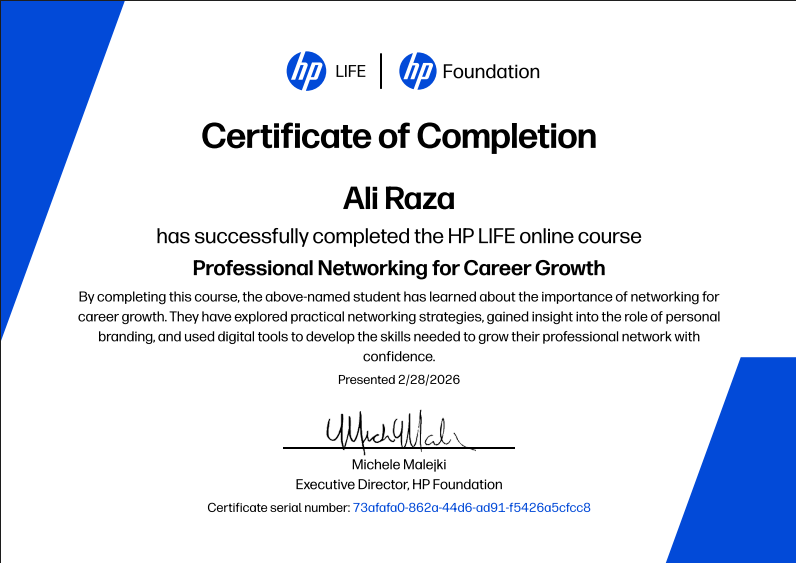 hp LIFE | hp Foundation
Certificate of Completion
Ali Raza
has successfully completed the HP LIFE online course
Professional Networking for Career Growth
By completing this course, the above-named student has learned about the importance of networking for
career growth. They have explored practical networking strategies, gained insight into the role of personal
branding, and used digital tools to develop the skills needed to grow their professional network with
confidence.
Presented 2/28/2026
Michele Malejki
Executive Director, HP Foundation
Certificate serial number: 73afafa0-862a-44d6-ad91-f5426a5cfcc8